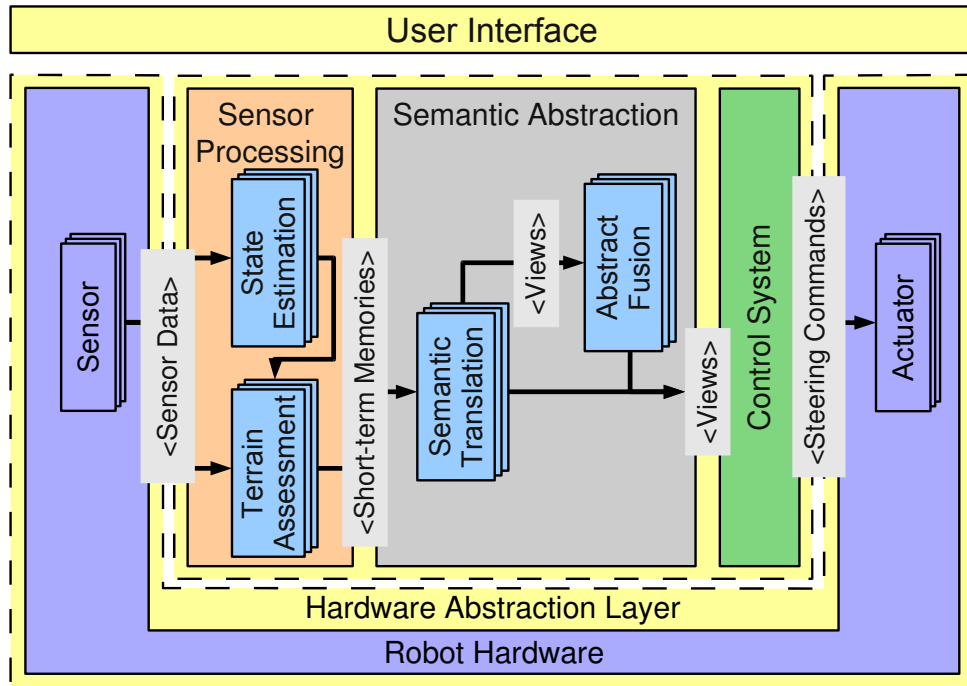 User Interface
Sensor
Processing
Semantic Abstraction
Sensor
<Sensor Data>
State
Estimation
Terrain
Assessment
<Short-term Memories>
Semantic
Translation
<Views>
Abstract
Fusion
<Views>
Control System
<Steering Commands>
Actuator
Hardware Abstraction Layer
Robot Hardware